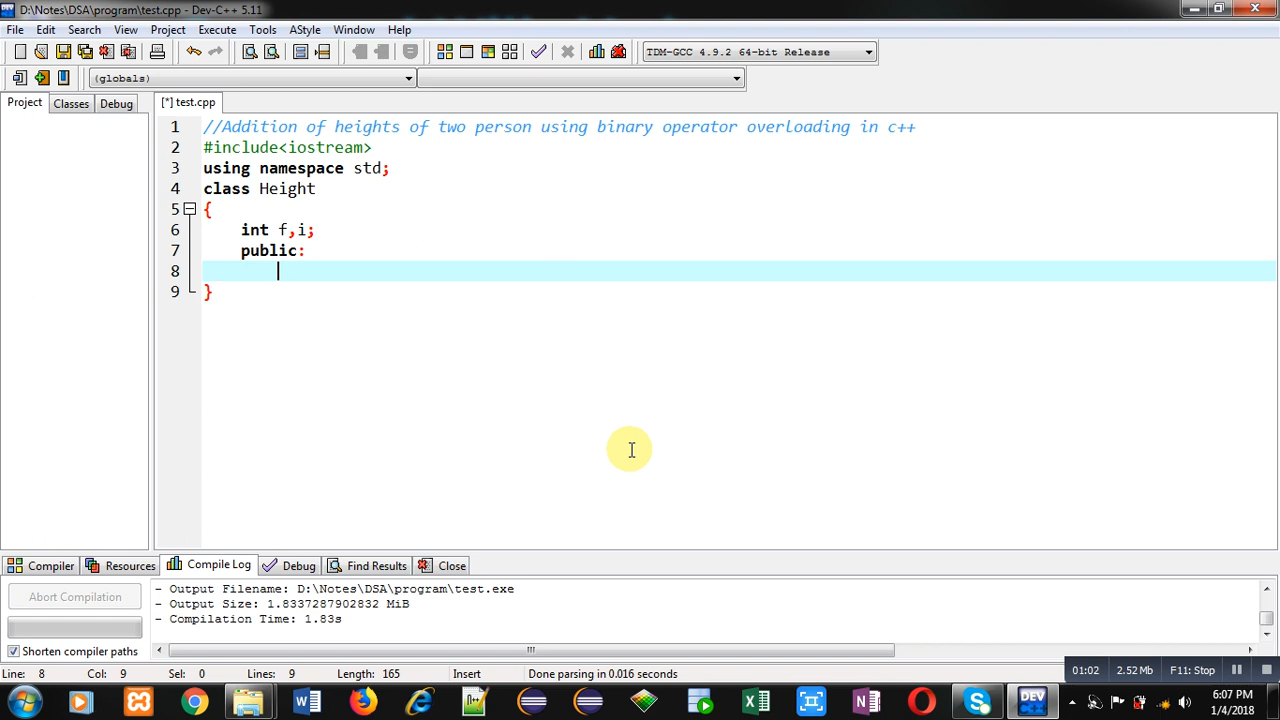 D:\Notes\DSA\program\test.cpp - Dev-C++ 5.11
File Edit Search View Project Execute Tools AStyle Window Help
TDM-GCC 4.9.2 64-bit Release
(globals)
Project Classes Debug [*] test.cpp
1 //Addition of heights of two person using binary operator overloading in c++
2 #include<iostream>
3 using namespace std;
4 class Height
5 {
6 int f,i;
7 public:
8
9 }
Compiler Resources Compile Log Debug Find Results Close
Abort Compilation
Shorten compiler paths
- Output Filename: D:\Notes\DSA\program\test.exe
- Output Size: 1.8337287902832 MiB
- Compilation Time: 1.83s
Line: 8 Col: 9 Sel: 0 Lines: 9 Length: 165 Insert Done parsing in 0.016 seconds
01:02 2.52 Mb F11: Stop
DEV
6:07 PM
1/4/2018